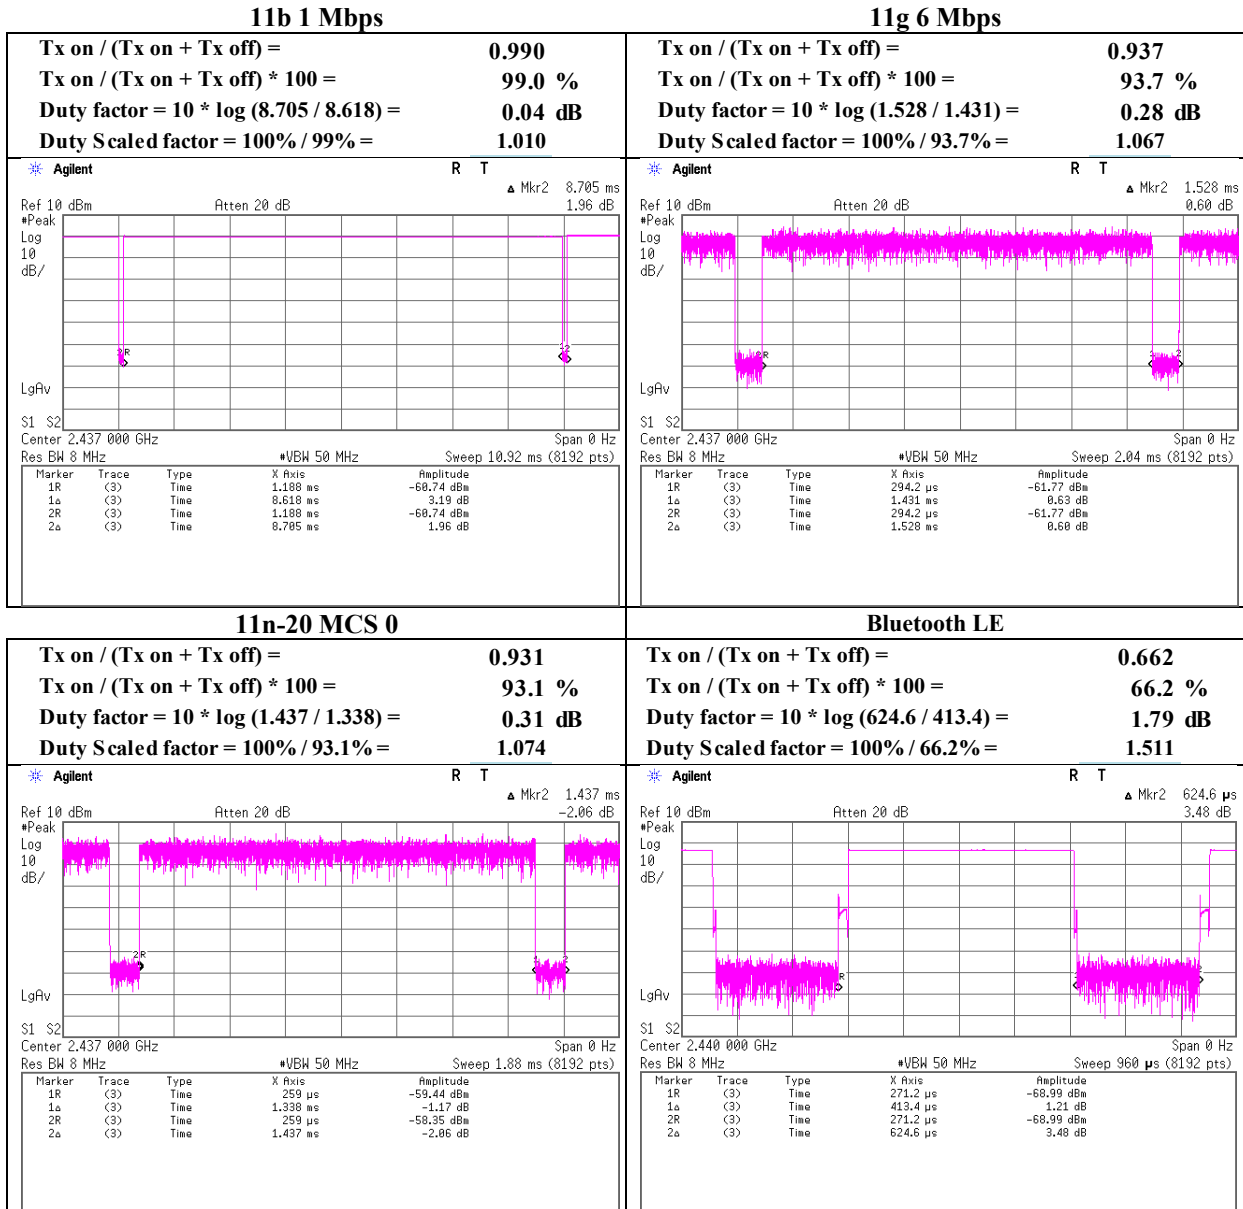 11b 1 Mbps
Tx on / (Tx on + Tx off) = 0.990
Tx on / (Tx on + Tx off) * 100 = 99.0 %
Duty factor = 10 * log (8.705 / 8.618) = 0.04 dB
Duty Scaled factor = 100% / 99% = 1.010
Agilent R T
Δ Mkr2 8.705 ms
Ref 10 dBm Atten 20 dB 1.96 dB
#Peak
Log
10
dB/
2R
1 2
LgAv
S1 S2
Center 2.437 000 GHz Span 0 Hz
Res BW 8 MHz #VBW 50 MHz Sweep 10.92 ms (8192 pts)
Marker Trace Type X Axis Amplitude
1R (3) Time 1.188 ms -60.74 dBm
1Δ (3) Time 8.618 ms 3.19 dB
2R (3) Time 1.188 ms -60.74 dBm
2Δ (3) Time 8.705 ms 1.96 dB
11g 6 Mbps
Tx on / (Tx on + Tx off) = 0.937
Tx on / (Tx on + Tx off) * 100 = 93.7 %
Duty factor = 10 * log (1.528 / 1.431) = 0.28 dB
Duty Scaled factor = 100% / 93.7% = 1.067
Agilent R T
Δ Mkr2 1.528 ms
Ref 10 dBm Atten 20 dB 0.60 dB
#Peak
Log
10
dB/
2R
1 2
LgAv
S1 S2
Center 2.437 000 GHz Span 0 Hz
Res BW 8 MHz #VBW 50 MHz Sweep 2.04 ms (8192 pts)
Marker Trace Type X Axis Amplitude
1R (3) Time 294.2 µs -61.77 dBm
1Δ (3) Time 1.431 ms 0.63 dB
2R (3) Time 294.2 µs -61.77 dBm
2Δ (3) Time 1.528 ms 0.60 dB
11n-20 MCS 0
Tx on / (Tx on + Tx off) = 0.931
Tx on / (Tx on + Tx off) * 100 = 93.1 %
Duty factor = 10 * log (1.437 / 1.338) = 0.31 dB
Duty Scaled factor = 100% / 93.1% = 1.074
Agilent R T
Δ Mkr2 1.437 ms
Ref 10 dBm Atten 20 dB -2.06 dB
#Peak
Log
10
dB/
2R
1 2
LgAv
S1 S2
Center 2.437 000 GHz Span 0 Hz
Res BW 8 MHz #VBW 50 MHz Sweep 1.88 ms (8192 pts)
Marker Trace Type X Axis Amplitude
1R (3) Time 259 µs -59.44 dBm
1Δ (3) Time 1.338 ms -1.17 dB
2R (3) Time 259 µs -58.35 dBm
2Δ (3) Time 1.437 ms -2.06 dB
Bluetooth LE
Tx on / (Tx on + Tx off) = 0.662
Tx on / (Tx on + Tx off) * 100 = 66.2 %
Duty factor = 10 * log (624.6 / 413.4) = 1.79 dB
Duty Scaled factor = 100% / 66.2% = 1.511
Agilent R T
Δ Mkr2 624.6 µs
Ref 10 dBm Atten 20 dB 3.48 dB
#Peak
Log
10
dB/
R
LgAv
S1 S2
Center 2.440 000 GHz Span 0 Hz
Res BW 8 MHz #VBW 50 MHz Sweep 960 µs (8192 pts)
Marker Trace Type X Axis Amplitude
1R (3) Time 271.2 µs -68.99 dBm
1Δ (3) Time 413.4 µs 1.21 dB
2R (3) Time 271.2 µs -68.99 dBm
2Δ (3) Time 624.6 µs 3.48 dB